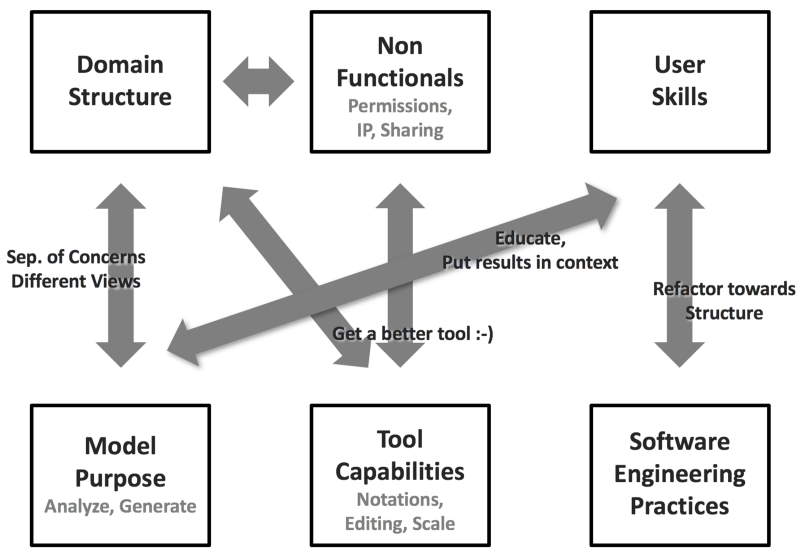 Domain
Structure
Non
Functionals
Permissions,
IP, Sharing
User
Skills
Sep. of Concerns
Different Views
Educate,
Put results in context
Refactor towards
Structure
Get a better tool :-)
Model
Purpose
Analyze, Generate
Tool
Capabilities
Notations,
Editing, Scale
Software
Engineering
Practices